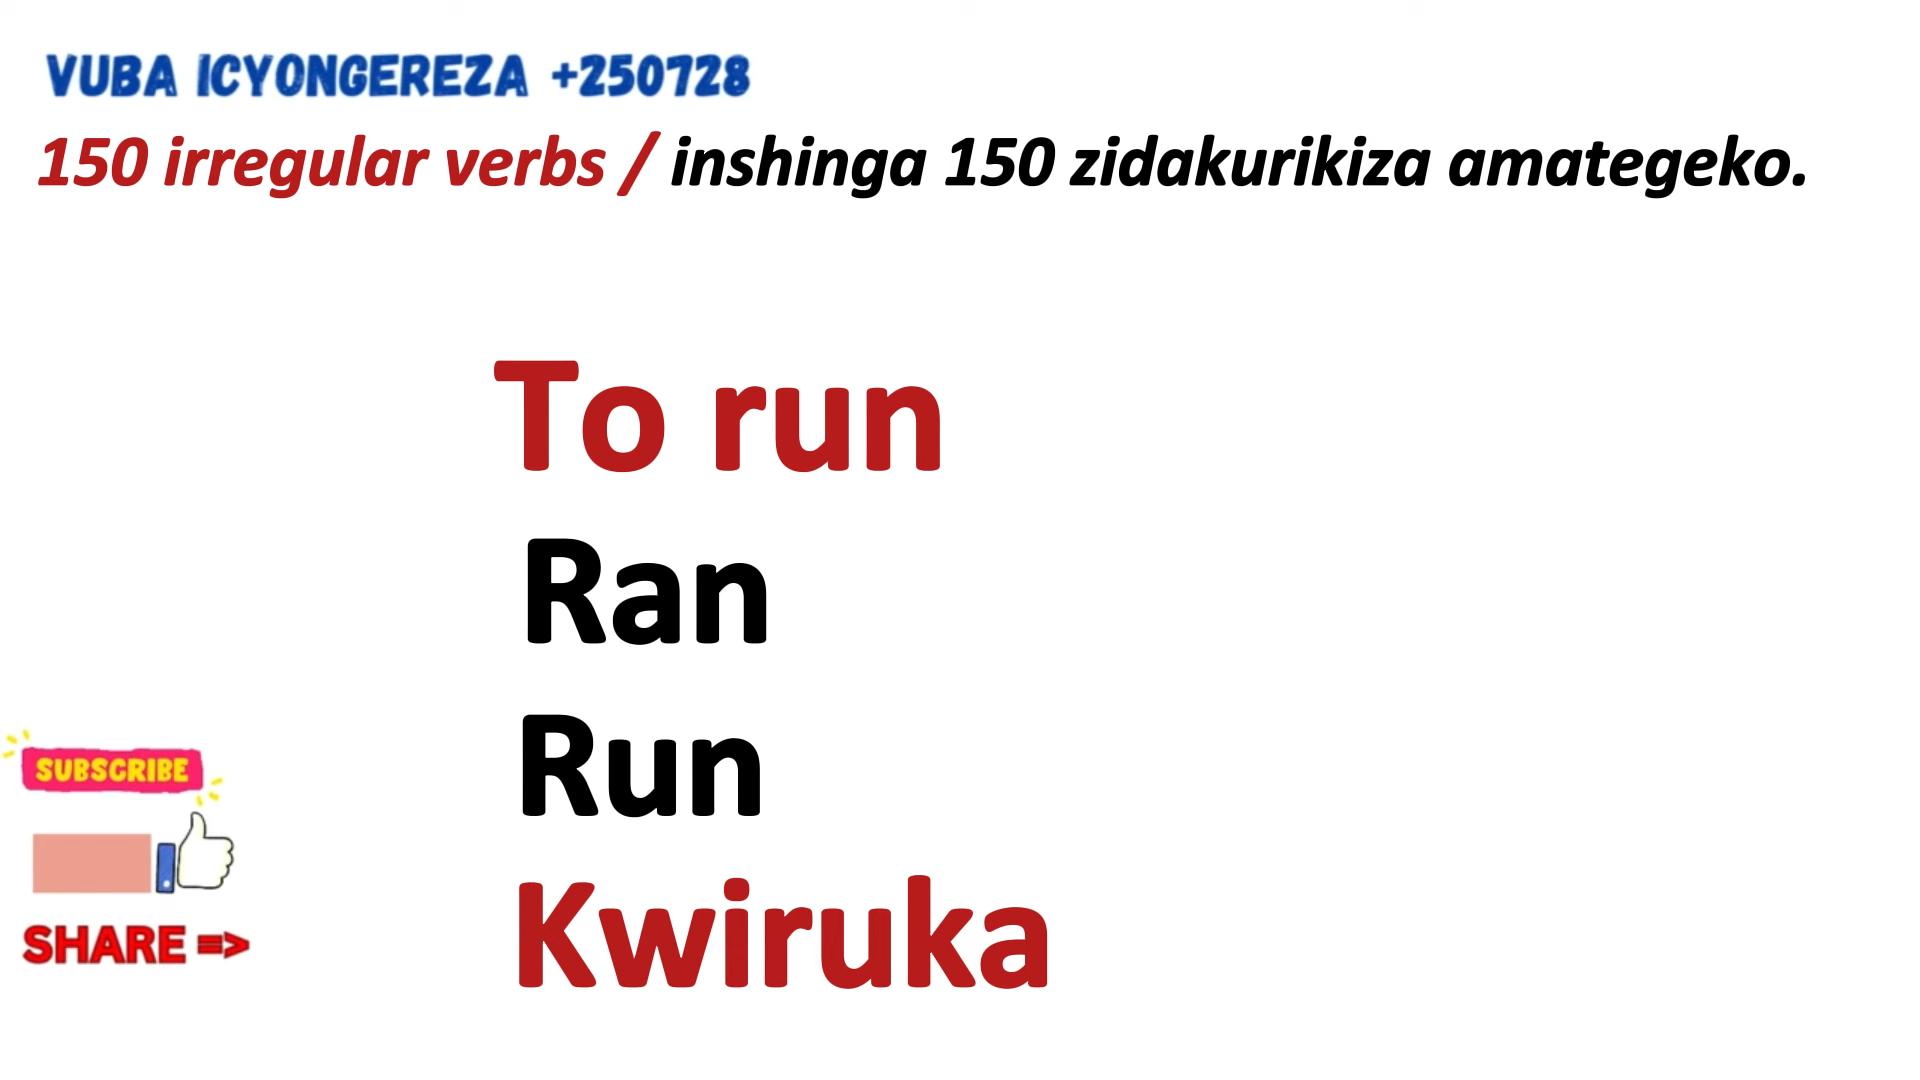 VUBA ICYONGEREZA +250728
150 irregular verbs / inshinga 150 zidakurikiza amategeko.
To run
Ran
Run
Kwiruka
SUBSCRIBE
SHARE =>